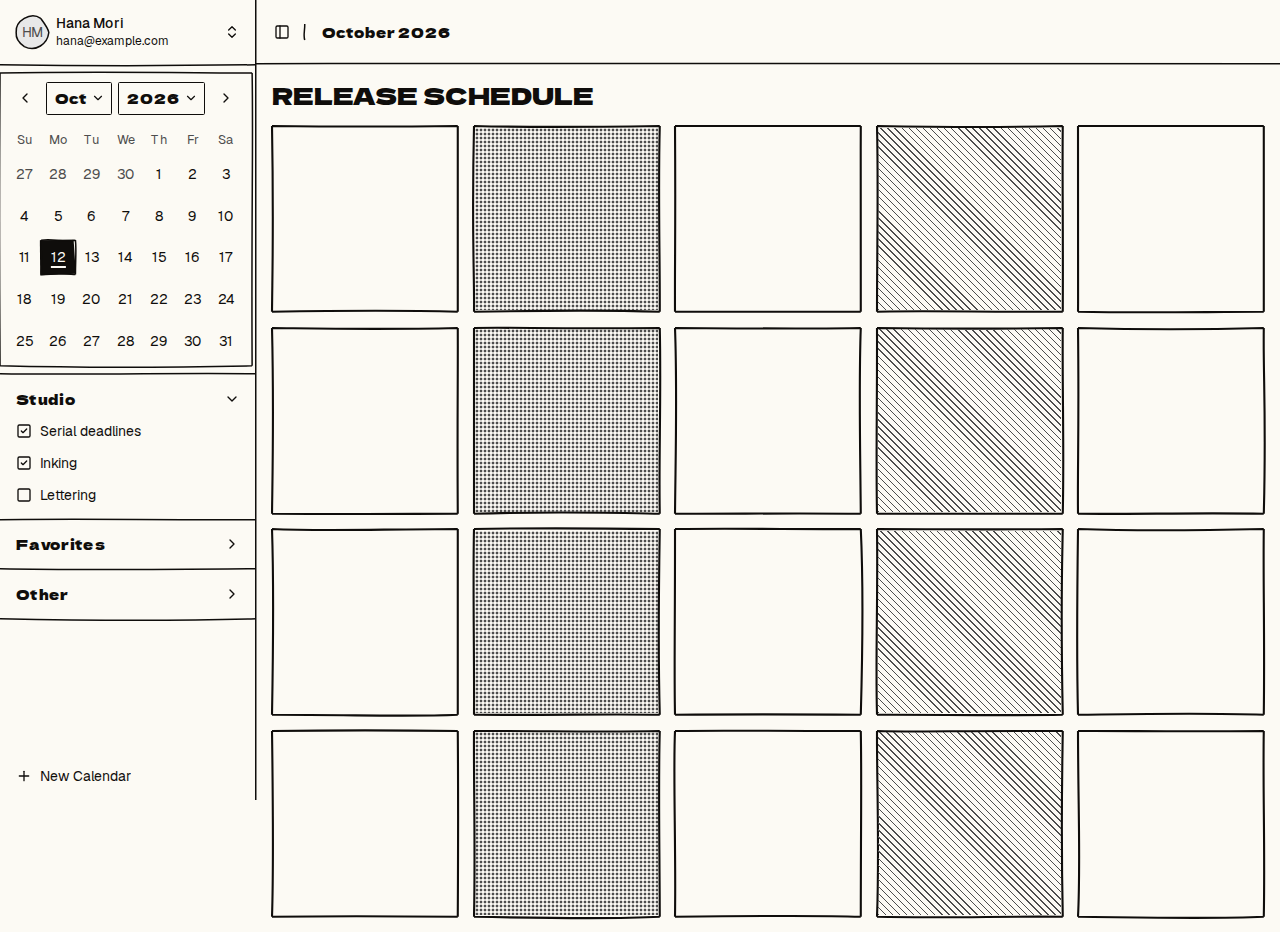 HM
Hana Mori
hana@example.com
October 2026
Oct 2026
Su Mo Tu We Th Fr Sa
27 28 29 30 1 2 3
4 5 6 7 8 9 10
11 12 13 14 15 16 17
18 19 20 21 22 23 24
25 26 27 28 29 30 31
Studio
Serial deadlines
Inking
Lettering
Favorites
Other
New Calendar
RELEASE SCHEDULE